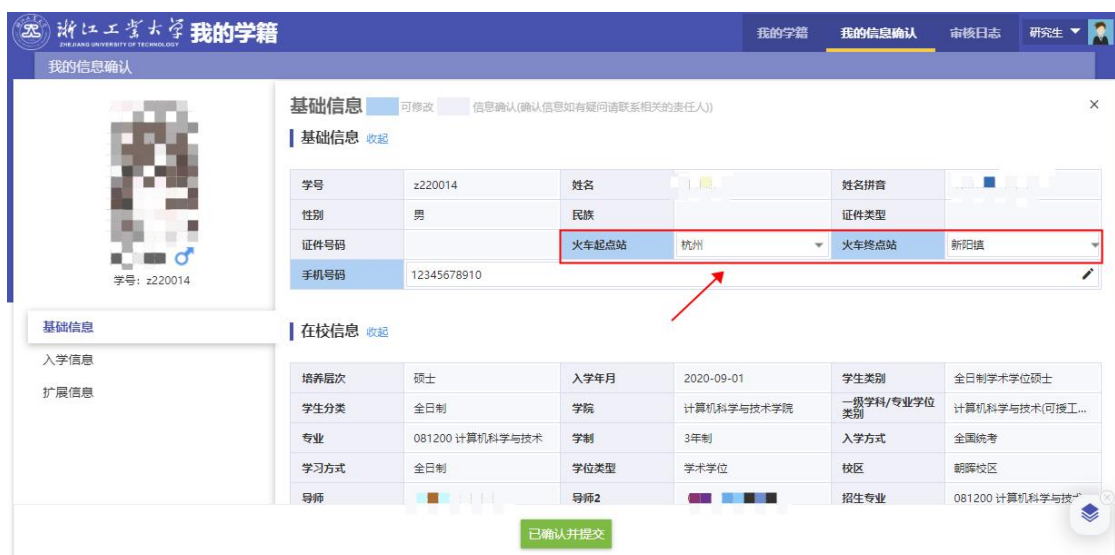 浙江工业大学 我的学籍 我的学籍 我的信息确认 审核日志 研究生
ZHEJIANG UNIVERSITY OF TECHNOLOGY
我的信息确认
基础信息 可修改 信息确认(确认信息如有疑问请联系相关的责任人)) ×
基础信息 收起
学号 z220014 姓名 姓名拼音
性别 男 民族 证件类型
证件号码 火车起点站 杭州 火车终点站 新阳镇
手机号码 12345678910
学号：z220014
基础信息
入学信息
扩展信息
在校信息 收起
培养层次 硕士 入学年月 2020-09-01 学生类别 全日制学术学位硕士
学生分类 全日制 学院 计算机科学与技术学院 一级学科/专业学位类别 计算机科学与技术(可授工...
专业 081200 计算机科学与技术 学制 3年制 入学方式 全国统考
学习方式 全日制 学位类型 学术学位 校区 朝晖校区
导师 导师2 招生专业 081200 计算机科学与技术
已确认并提交